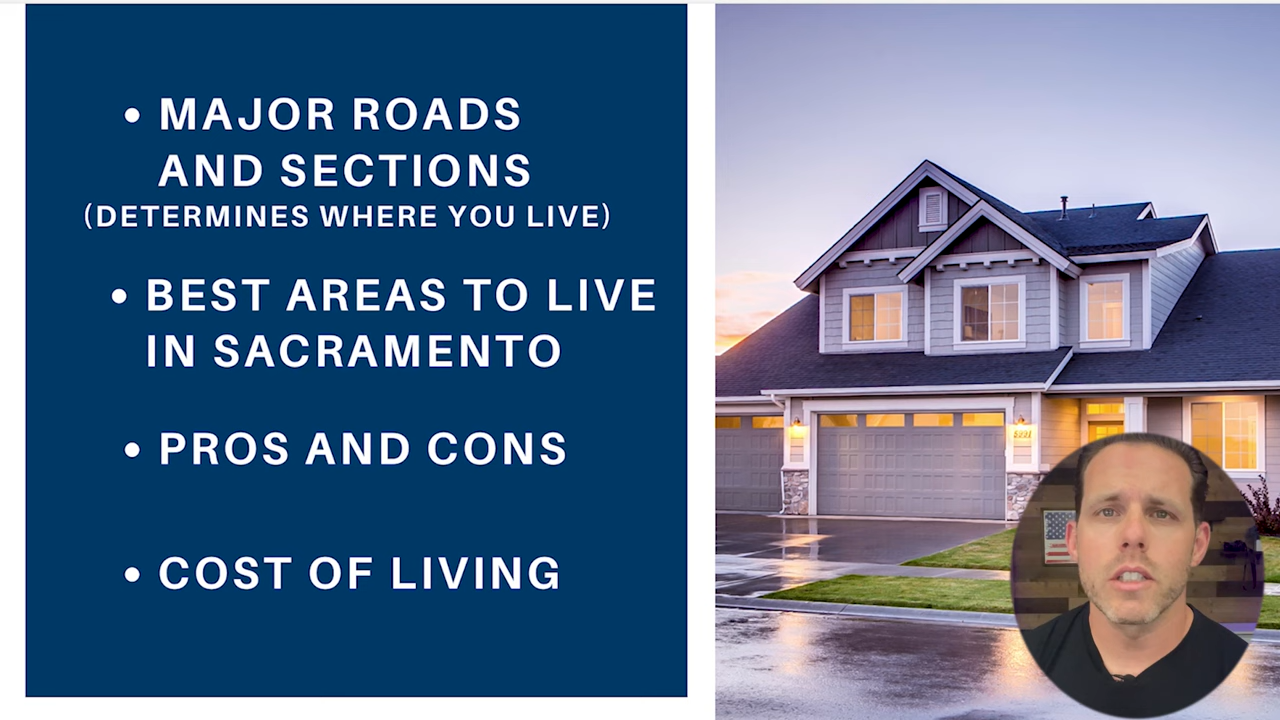 • MAJOR ROADS
AND SECTIONS
(DETERMINES WHERE YOU LIVE)
• BEST AREAS TO LIVE
IN SACRAMENTO
• PROS AND CONS
• COST OF LIVING